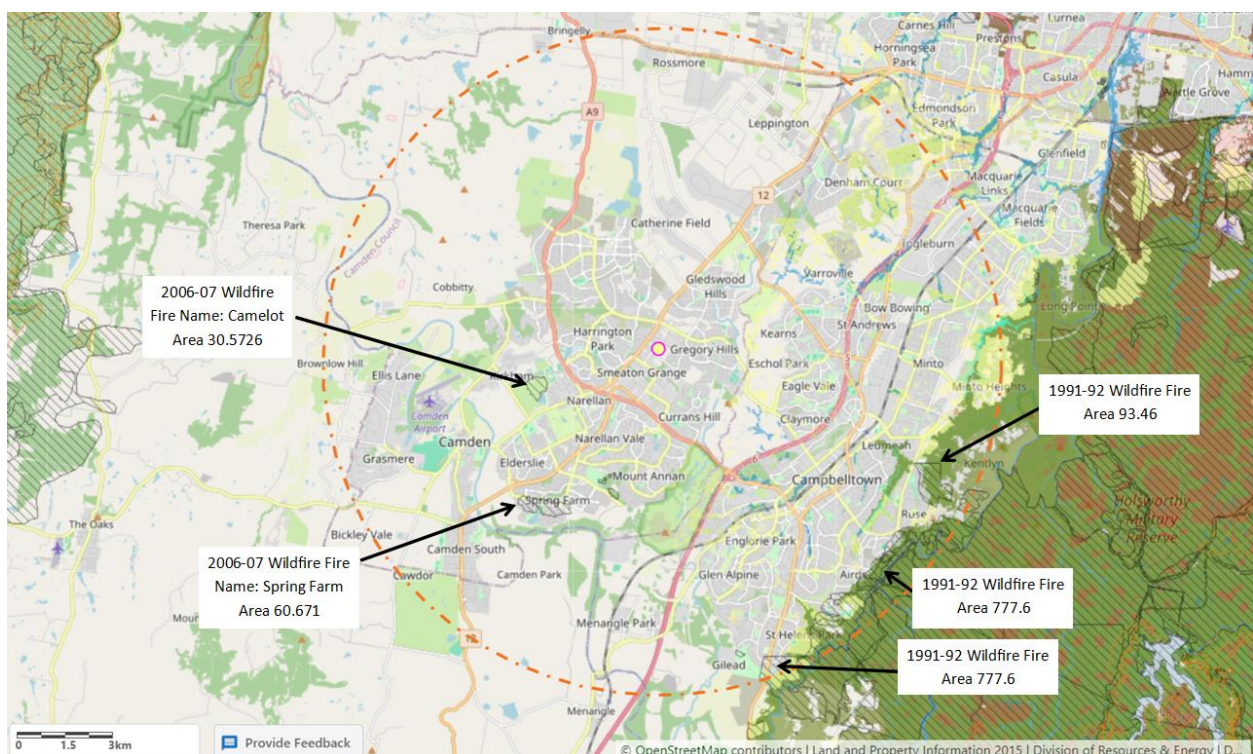 Bringelly
Rossmore
Carnes Hill
Lurnea
Prestons
Horningsea
Park
Casula
Hamm
Wattle Grove
A9
Leppington
Edmondson
Park
Glenfield
12
Denham Court
Macquarie
Links
Macquarie
Fields
Theresa Park
Camden Council
Catherine Field
Ingleburn
Varroville
Gledswood
Hills
Cobbitty
Bow Bowing
Long Point
St Andrews
2006-07 Wildfire
Fire Name: Camelot
Area 30.5726
Harrington
Park
Kearns
Gregory Hills
Eschol Park
Minto
Brownlow Hill
Ellis Lane
Kirkham
Smeaton Grange
Eagle Vale
Minto Heights
Camden
Airport
Narellan
Currans Hill
Claymore
1991-92 Wildfire Fire
Area 93.46
Camden
Narellan Vale
Leumeah
Grasmere
Elderslie
Kentlyn
Mount Annan
Campbelltown
Holsworthy
Military
Reserve
Spring Farm
Ruse
The Oaks
Bickley Vale
Englorie Park
Camden South
2006-07 Wildfire Fire
Name: Spring Farm
Area 60.671
Cawdor
Camden Park
Glen Alpine
Airds
1991-92 Wildfire Fire
Area 777.6
Menangle Park
St Helens Park
1991-92 Wildfire Fire
Area 777.6
Gilead
Menangle
0 1.5 3km
Provide Feedback
© OpenStreetMap contributors | Land and Property Information 2015 | Division of Resources & Energy | D...